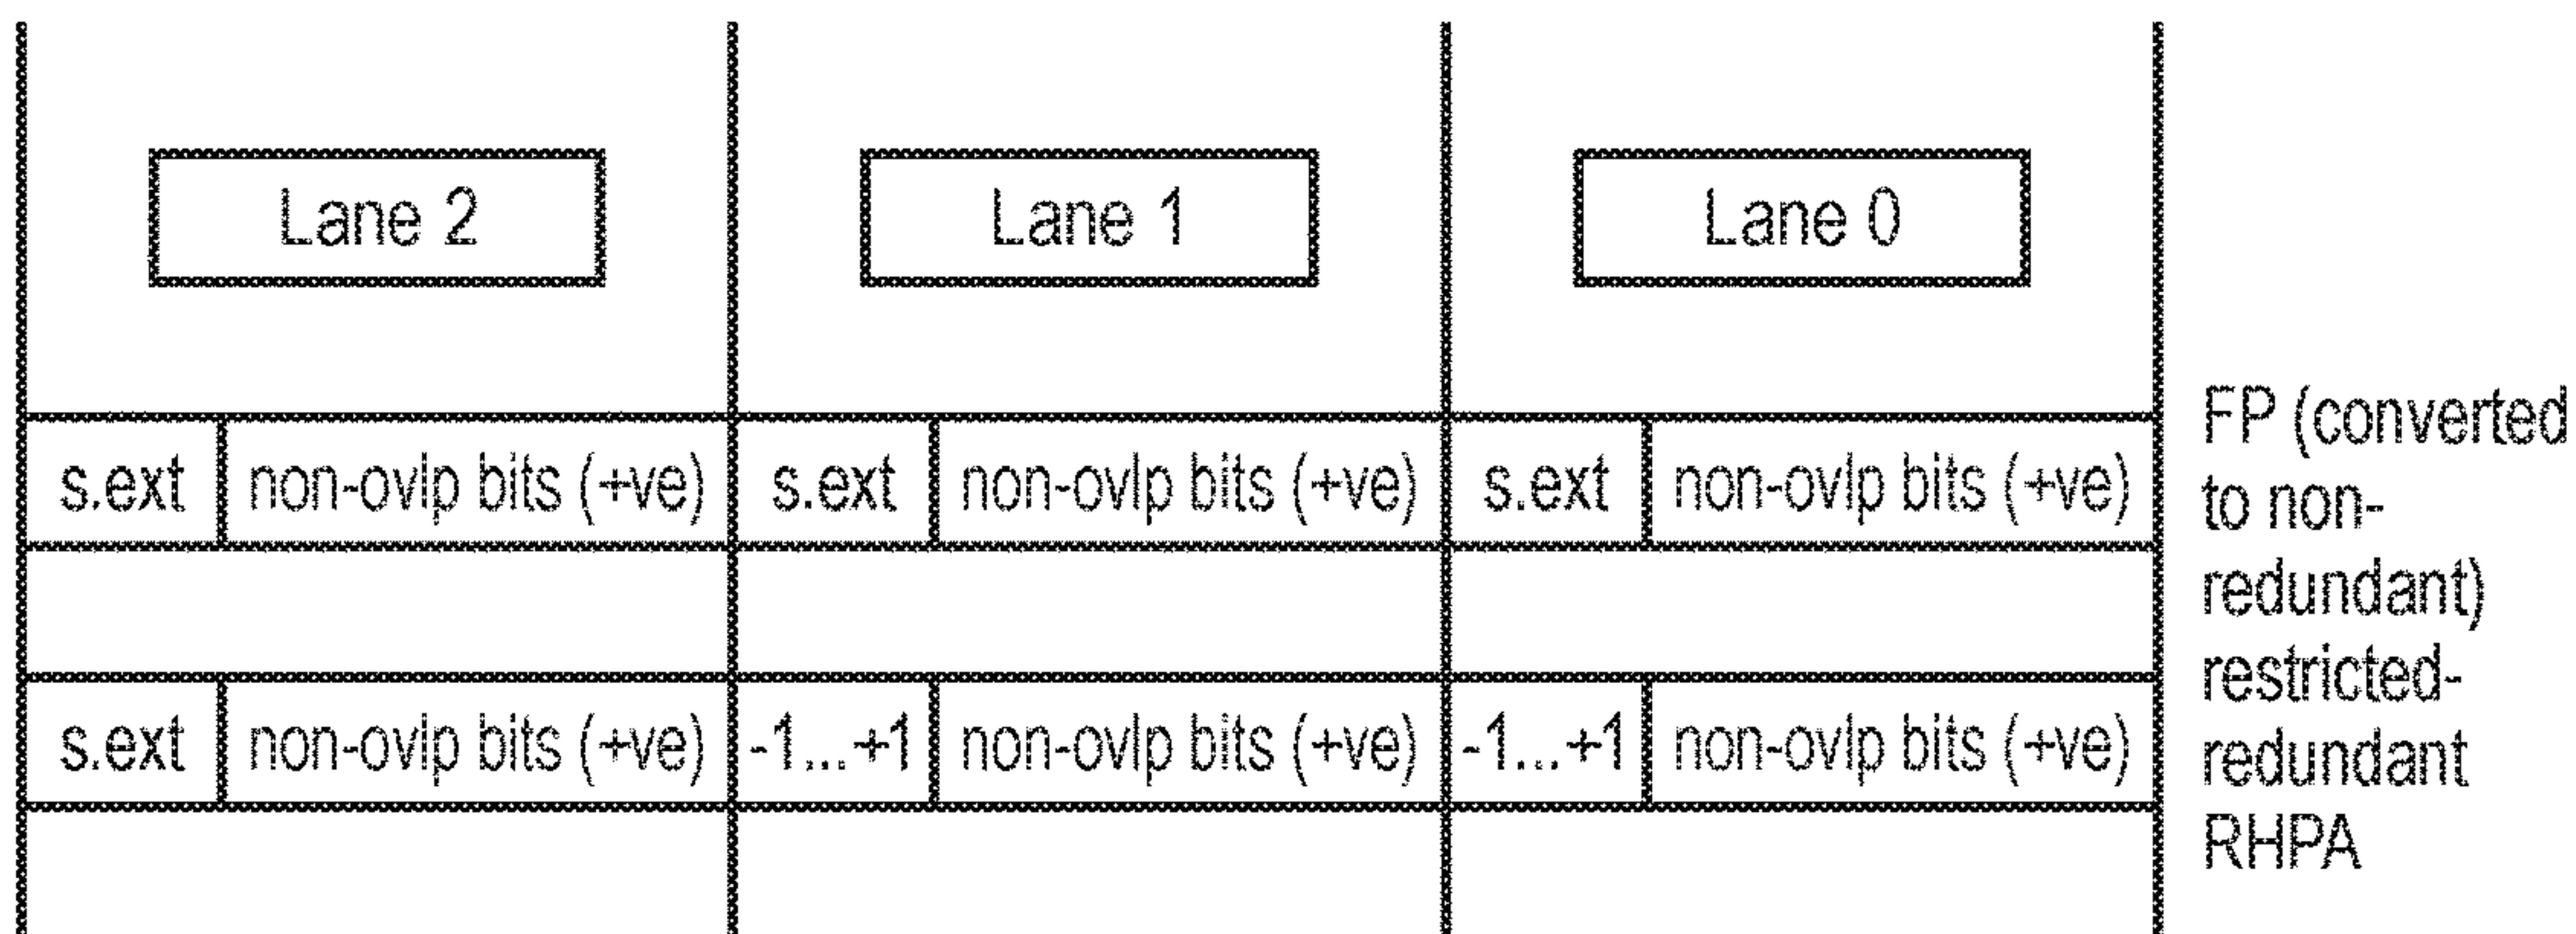 Lane 2 Lane 1 Lane 0
s.ext non-ovlp bits (+ve) s.ext non-ovlp bits (+ve) s.ext non-ovlp bits (+ve)
s.ext non-ovlp bits (+ve) -1...+1 non-ovlp bits (+ve) -1...+1 non-ovlp bits (+ve)
FP (converted
to non-
redundant)
restricted-
redundant
RHPA